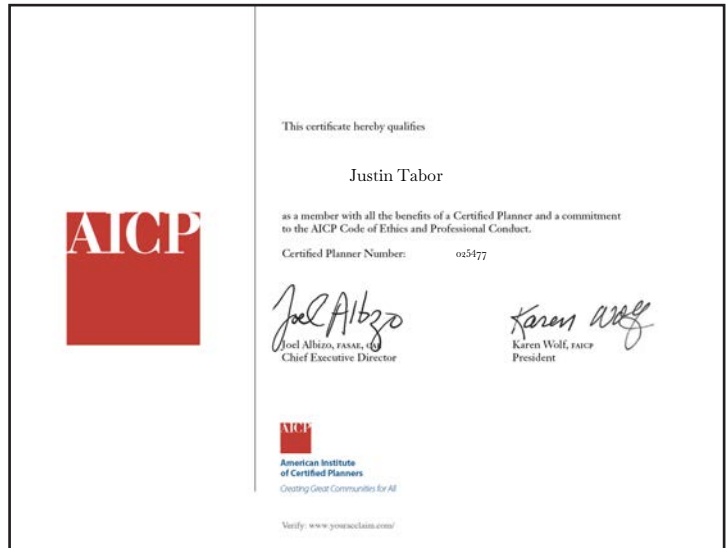 This certificate hereby qualifies
Justin Tabor
AICP
as a member with all the benefits of a Certified Planner and a commitment
to the AICP Code of Ethics and Professional Conduct.
Certified Planner Number: 025477
Joel Albizo
Karen Wolf
Joel Albizo, FASAE, CAE
Karen Wolf, FAICP
Chief Executive Director
President
AICP
American Institute
of Certified Planners
Creating Great Communities for All
Verify: www.youracclaim.com/